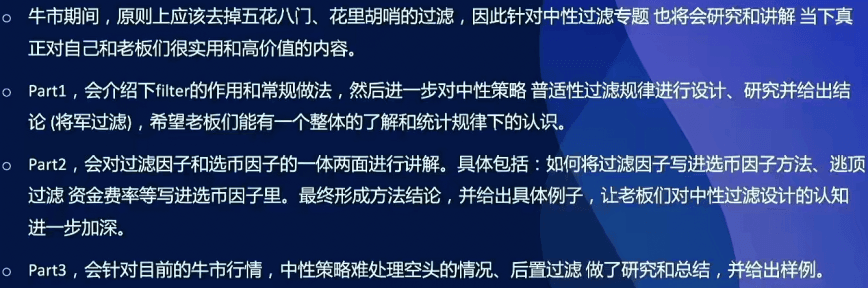 ○ 牛市期间，原则上应该去掉五花八门、花里胡哨的过滤，因此针对中性过滤专题 也将会研究和讲解 当下真
正对自己和老板们很实用和高价值的内容。
○ Part1，会介绍下filter的作用和常规做法，然后进一步对中性策略 普适性过滤规律进行设计、研究并给出结
论 (将军过滤)，希望老板们能有一个整体的了解和统计规律下的认识。
○ Part2，会对过滤因子和选币因子的一体两面进行讲解。具体包括：如何将过滤因子写进选币因子方法、逃顶
过滤 资金费率等写进选币因子里。最终形成方法结论，并给出具体例子，让老板们对中性过滤设计的认知
进一步加深。
○ Part3，会针对目前的牛市行情，中性策略难处理空头的情况、后置过滤 做了研究和总结，并给出样例。